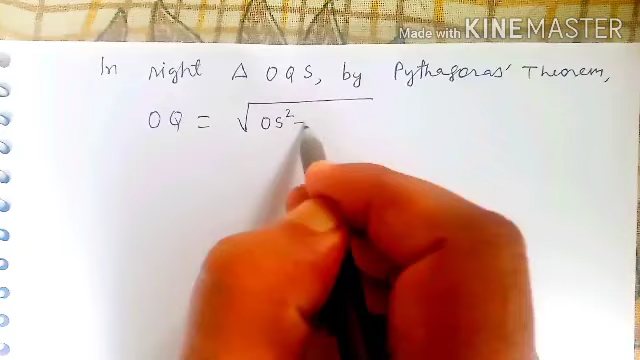 Made with KINEMASTER
In right Δ OQS, by Pythagoras' Theorem,
OQ = √OS² -